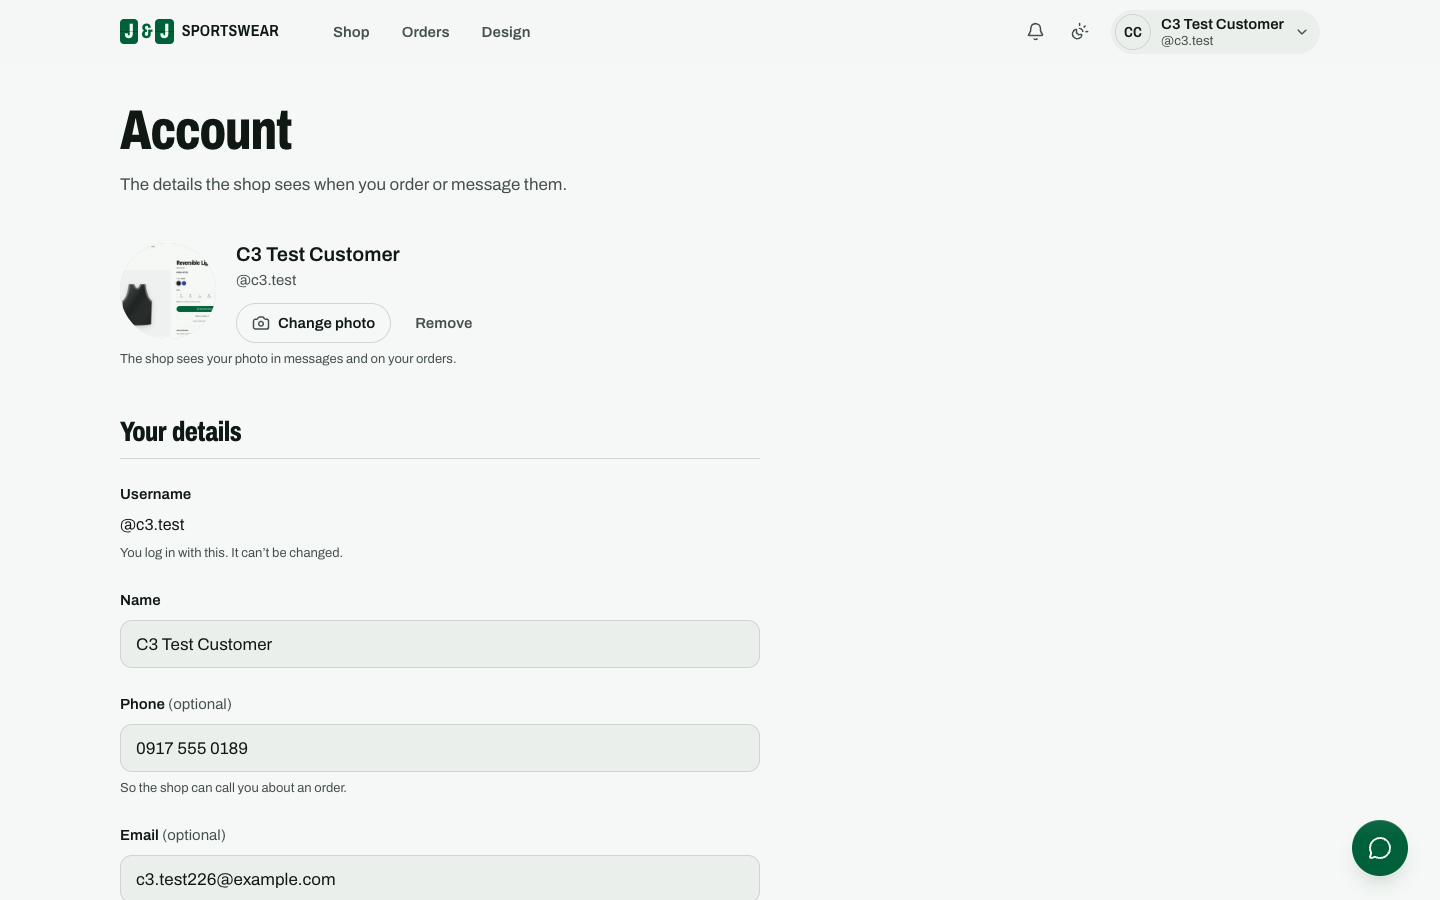 J & J SPORTSWEAR
Shop
Orders
Design
CC
C3 Test Customer
@c3.test
Account
The details the shop sees when you order or message them.
C3 Test Customer
@c3.test
Change photo
Remove
The shop sees your photo in messages and on your orders.
Your details
Username
@c3.test
You log in with this. It can’t be changed.
Name
C3 Test Customer
Phone (optional)
0917 555 0189
So the shop can call you about an order.
Email (optional)
c3.test226@example.com